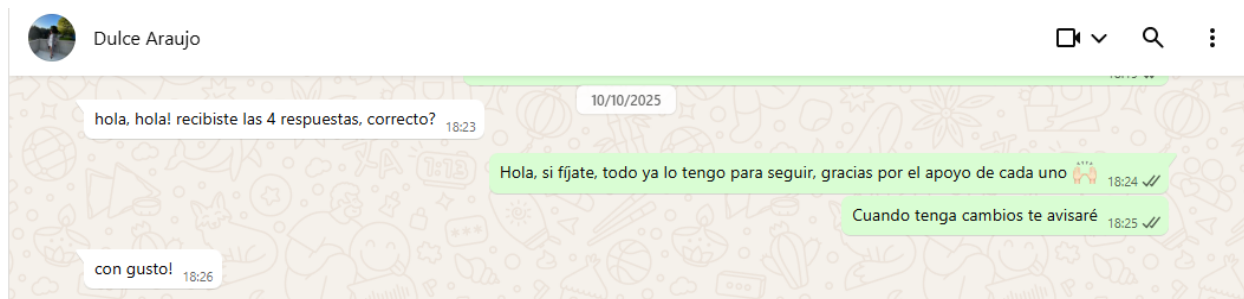 Dulce Araujo
10/10/2025
hola, hola! recibiste las 4 respuestas, correcto? 18:23
Hola, si fíjate, todo ya lo tengo para seguir, gracias por el apoyo de cada uno 🙌🏻 18:24
Cuando tenga cambios te avisaré 18:25
con gusto! 18:26